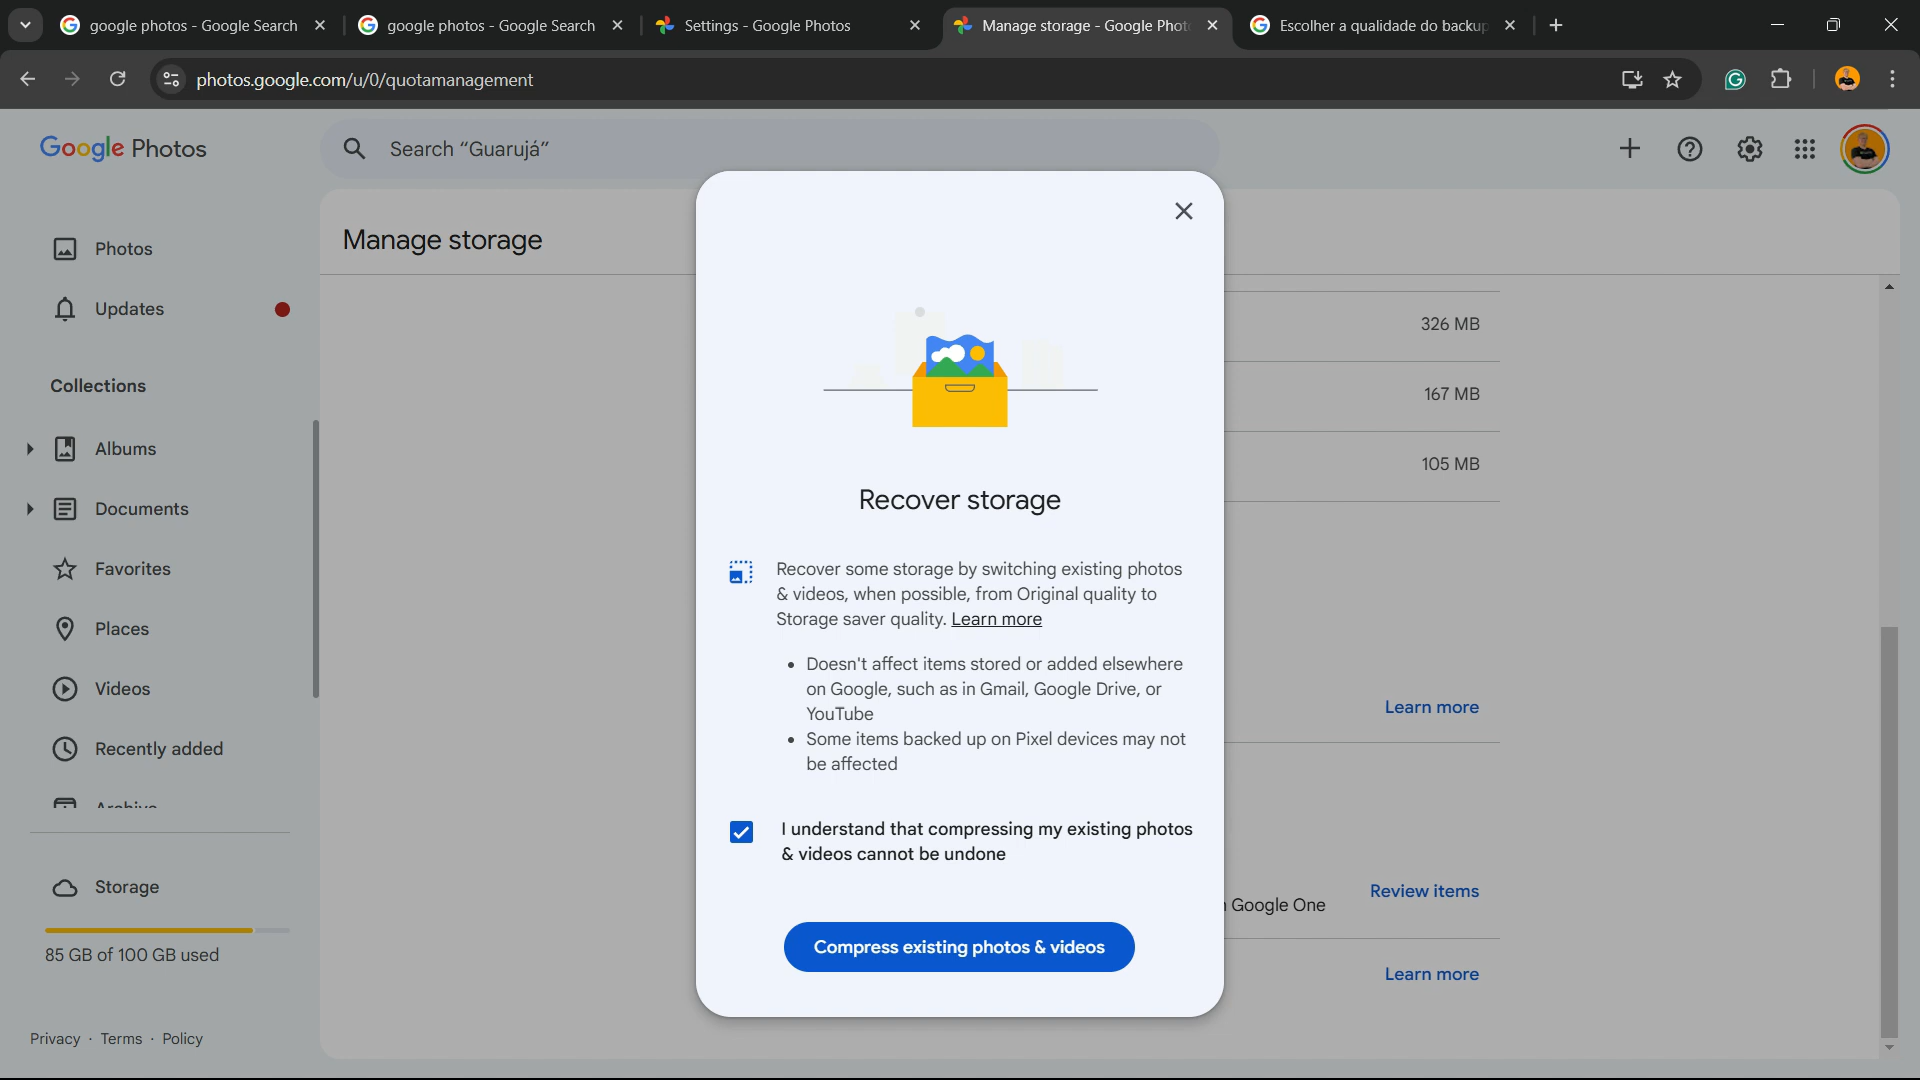 google photos - Google Search
google photos - Google Search
Settings - Google Photos
Manage storage - Google Phot
Escolher a qualidade do backup
photos.google.com/u/0/quotamanagement
Google Photos
Search “Guarujá”
Photos
Updates
Collections
Albums
Documents
Favorites
Places
Videos
Recently added
Archive
Storage
85 GB of 100 GB used
Privacy · Terms · Policy
Manage storage
326 MB
167 MB
105 MB
Learn more
Review items
Google One
Learn more
Recover storage
Recover some storage by switching existing photos
& videos, when possible, from Original quality to
Storage saver quality. Learn more
• Doesn't affect items stored or added elsewhere
on Google, such as in Gmail, Google Drive, or
YouTube
• Some items backed up on Pixel devices may not
be affected
I understand that compressing my existing photos
& videos cannot be undone
Compress existing photos & videos